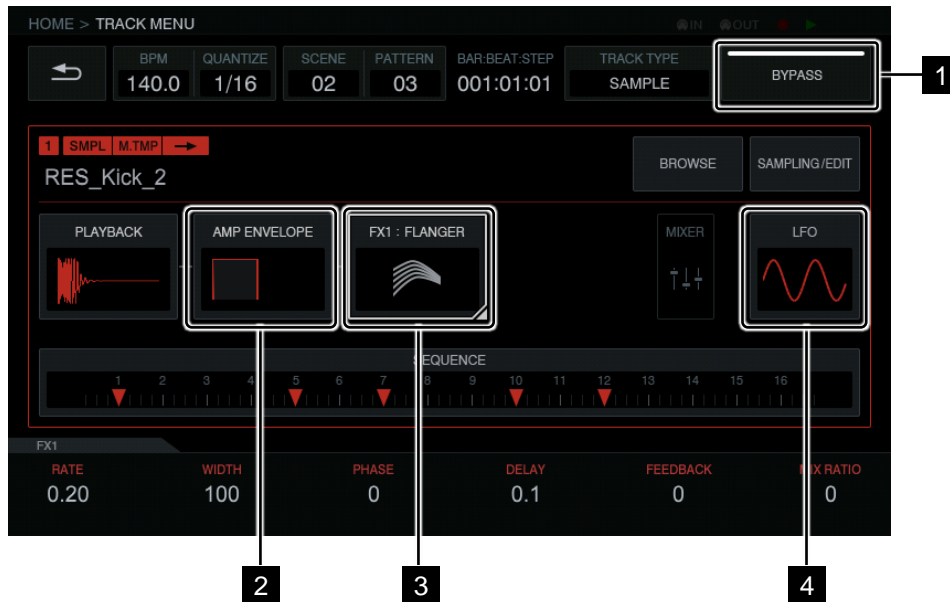 HOME > TRACK MENU
IN OUT
BPM QUANTIZE SCENE PATTERN BAR:BEAT:STEP TRACK TYPE
140.0 1/16 02 03 001:01:01 SAMPLE BYPASS
1
1 SMPL M.TMP
RES_Kick_2 BROWSE SAMPLING/EDIT
PLAYBACK AMP ENVELOPE FX1 : FLANGER MIXER LFO
SEQUENCE
1 2 3 4 5 6 7 8 9 10 11 12 13 14 15 16
FX1
RATE WIDTH PHASE DELAY FEEDBACK MIX RATIO
0.20 100 0 0.1 0 0
2 3 4